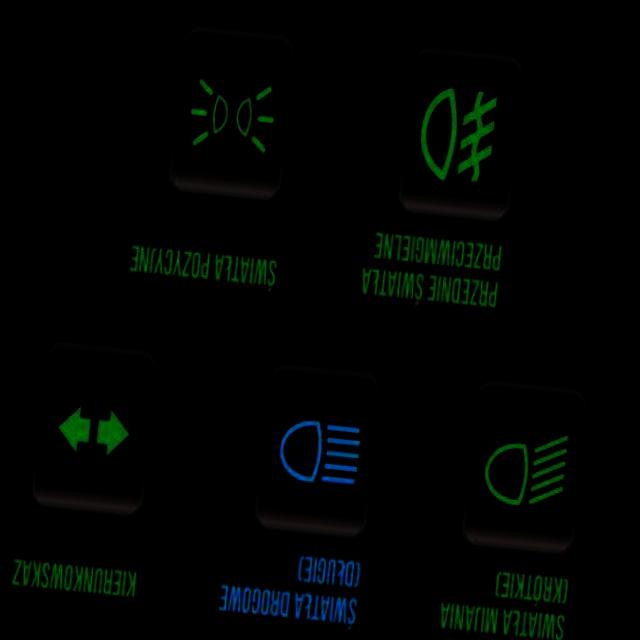 ŚWIATŁA MIJANIA
(KRÓTKIE)
ŚWIATŁA DROGOWE
(DŁUGIE)
KIERUNKOWSKAZ
PRZEDNIE ŚWIATŁA
PRZECIWMGIELNE
ŚWIATŁA POZYCYJNE